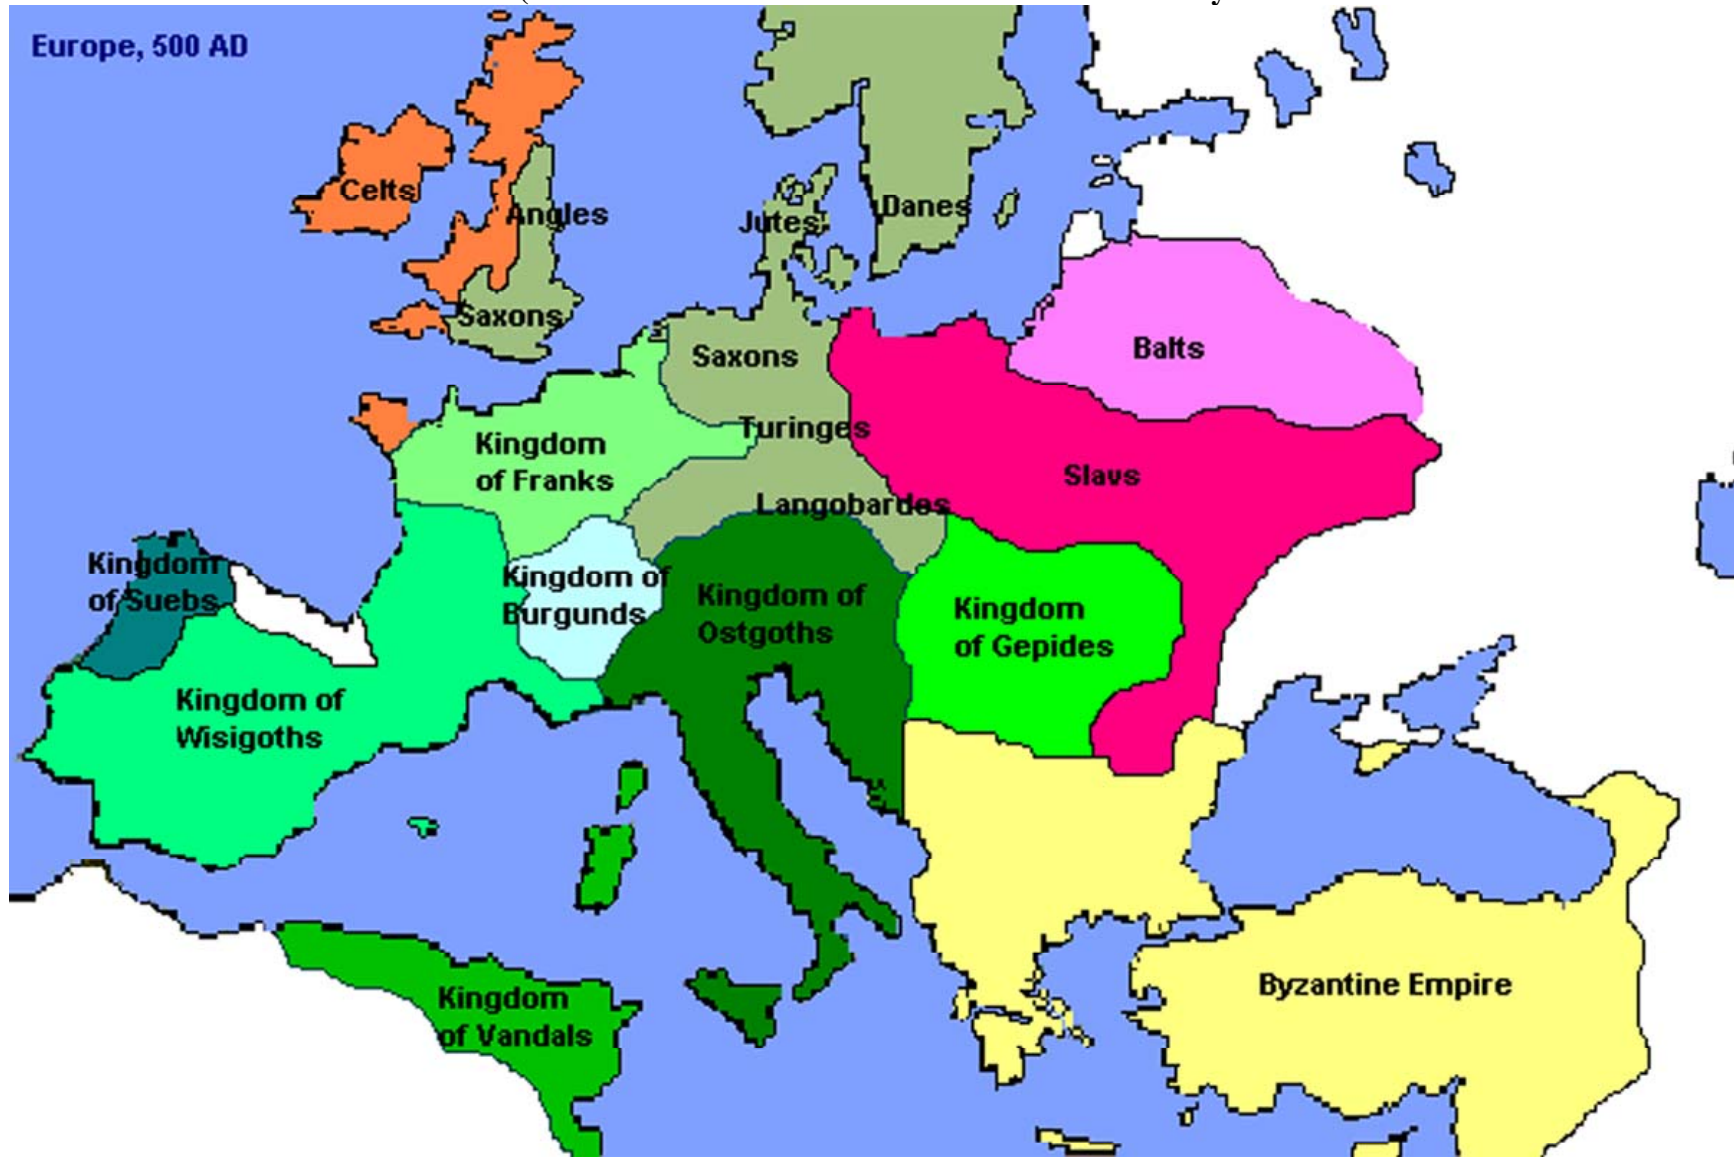 Europe, 500 AD
Celts
Angles
Jutes
Danes
Saxons
Saxons
Balts
Turinges
Kingdom
of Franks
Slavs
Langobardes
Kingdom
of Suebs
Kingdom of
Burgunds
Kingdom of
Ostgoths
Kingdom
of Gepides
Kingdom of
Wisigoths
Byzantine Empire
Kingdom
of Vandals